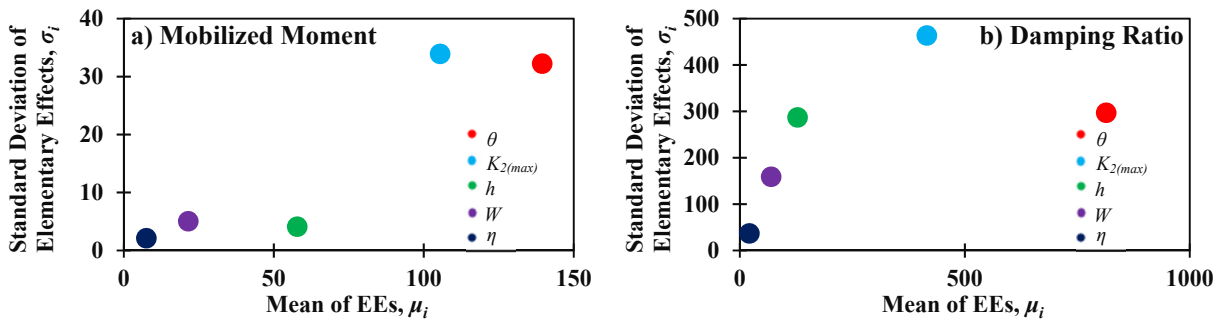 Standard Deviation of
Elementary Effects, σi
40
30
20
10
0
a) Mobilized Moment
θ
K2(max)
h
W
η
0 50 100 150
Mean of EEs, μi
Standard Deviation of
Elementary Effects, σi
500
400
300
200
100
0
b) Damping Ratio
θ
K2(max)
h
W
η
0 500 1000
Mean of EEs, μi